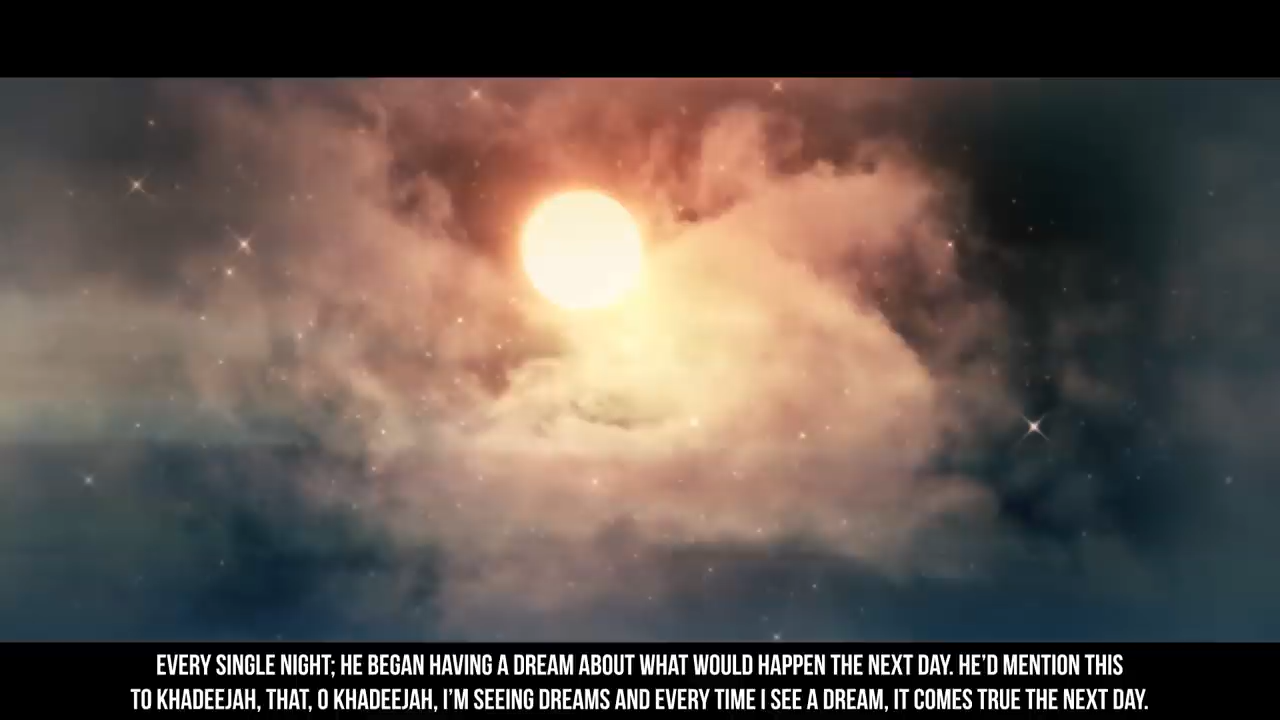 EVERY SINGLE NIGHT; HE BEGAN HAVING A DREAM ABOUT WHAT WOULD HAPPEN THE NEXT DAY. HE'D MENTION THIS
TO KHADEEJAH, THAT, O KHADEEJAH, I'M SEEING DREAMS AND EVERY TIME I SEE A DREAM, IT COMES TRUE THE NEXT DAY.